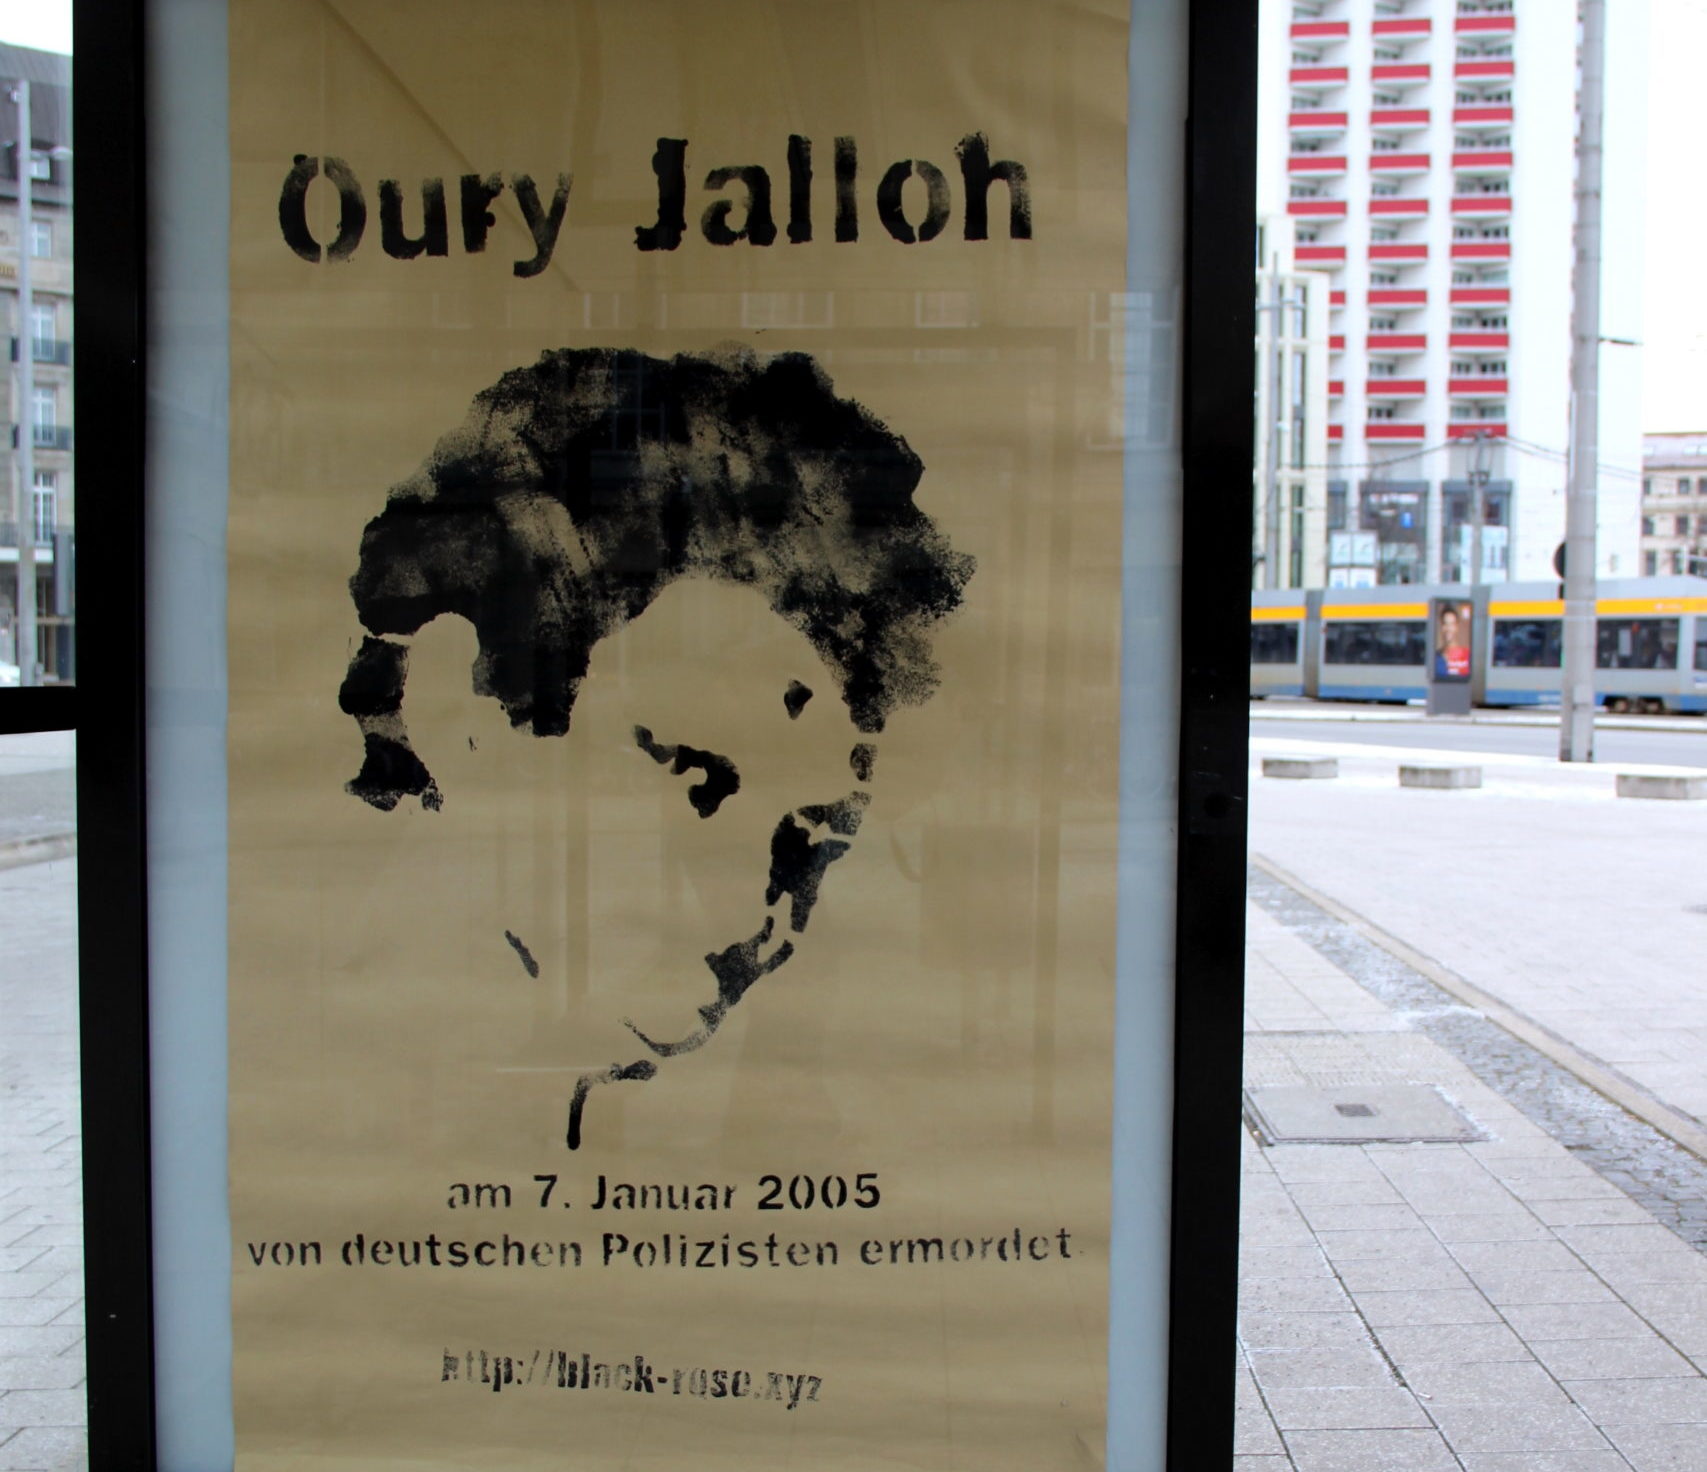 Oury Jalloh
am 7. Januar 2005
von deutschen Polizisten ermordet.
http://black-rose.xyz